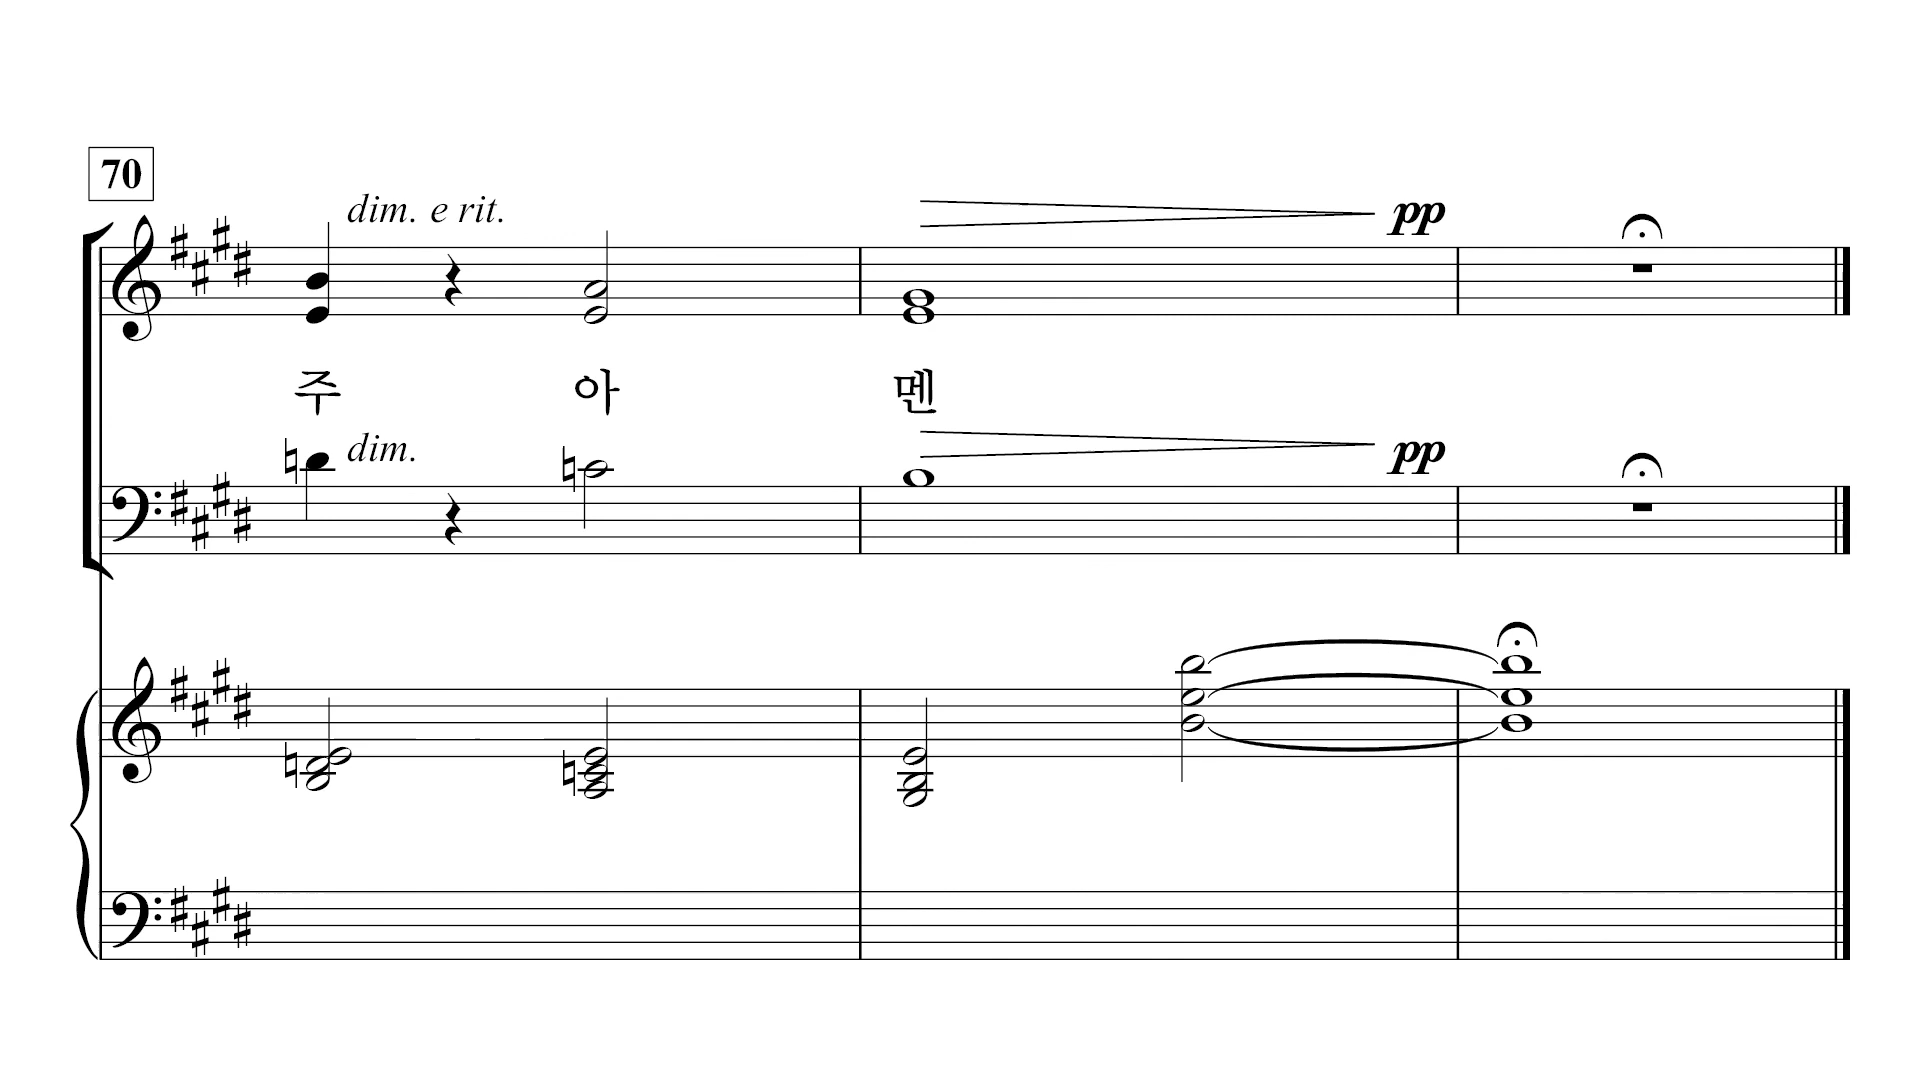 70
dim. e rit.
pp
주 아 멘
dim.
pp